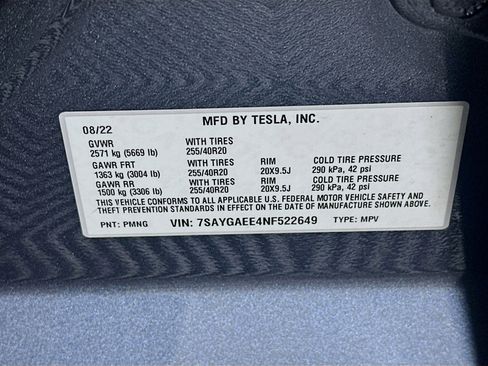 MFD BY TESLA, INC.
08/22
GVWR WITH TIRES
2571 kg (5669 lb) 255/40R20
GAWR FRT WITH TIRES RIM COLD TIRE PRESSURE
1363 kg (3004 lb) 255/40R20 20X9.5J 290 kPa, 42 psi
GAWR RR WITH TIRES RIM COLD TIRE PRESSURE
1500 kg (3306 lb) 255/40R20 20X9.5J 290 kPa, 42 psi
THIS VEHICLE CONFORMS TO ALL APPLICABLE U.S. FEDERAL MOTOR VEHICLE SAFETY AND
THEFT PREVENTION STANDARDS IN EFFECT ON THE DATE OF MANUFACTURE SHOWN ABOVE.
PNT: PMNG VIN: 7SAYGAEE4NF522649 TYPE: MPV